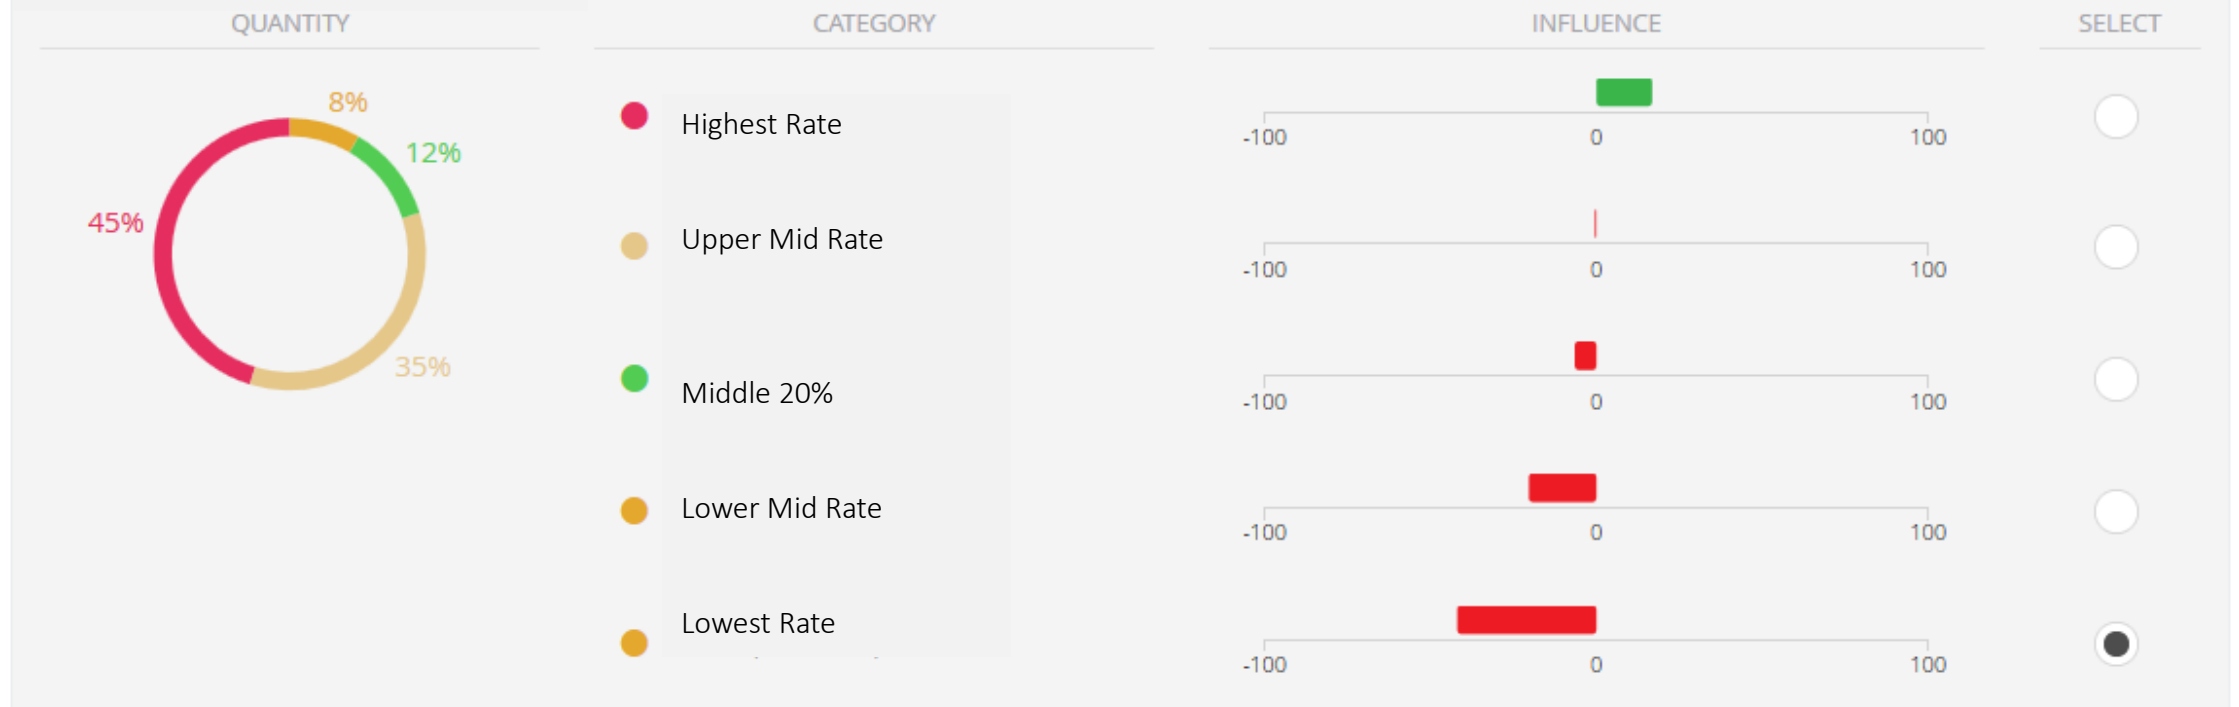 QUANTITY CATEGORY INFLUENCE SELECT
8%
12%
45%
35%
Highest Rate
-100 0 100
Upper Mid Rate
-100 0 100
Middle 20%
-100 0 100
Lower Mid Rate
-100 0 100
Lowest Rate
-100 0 100